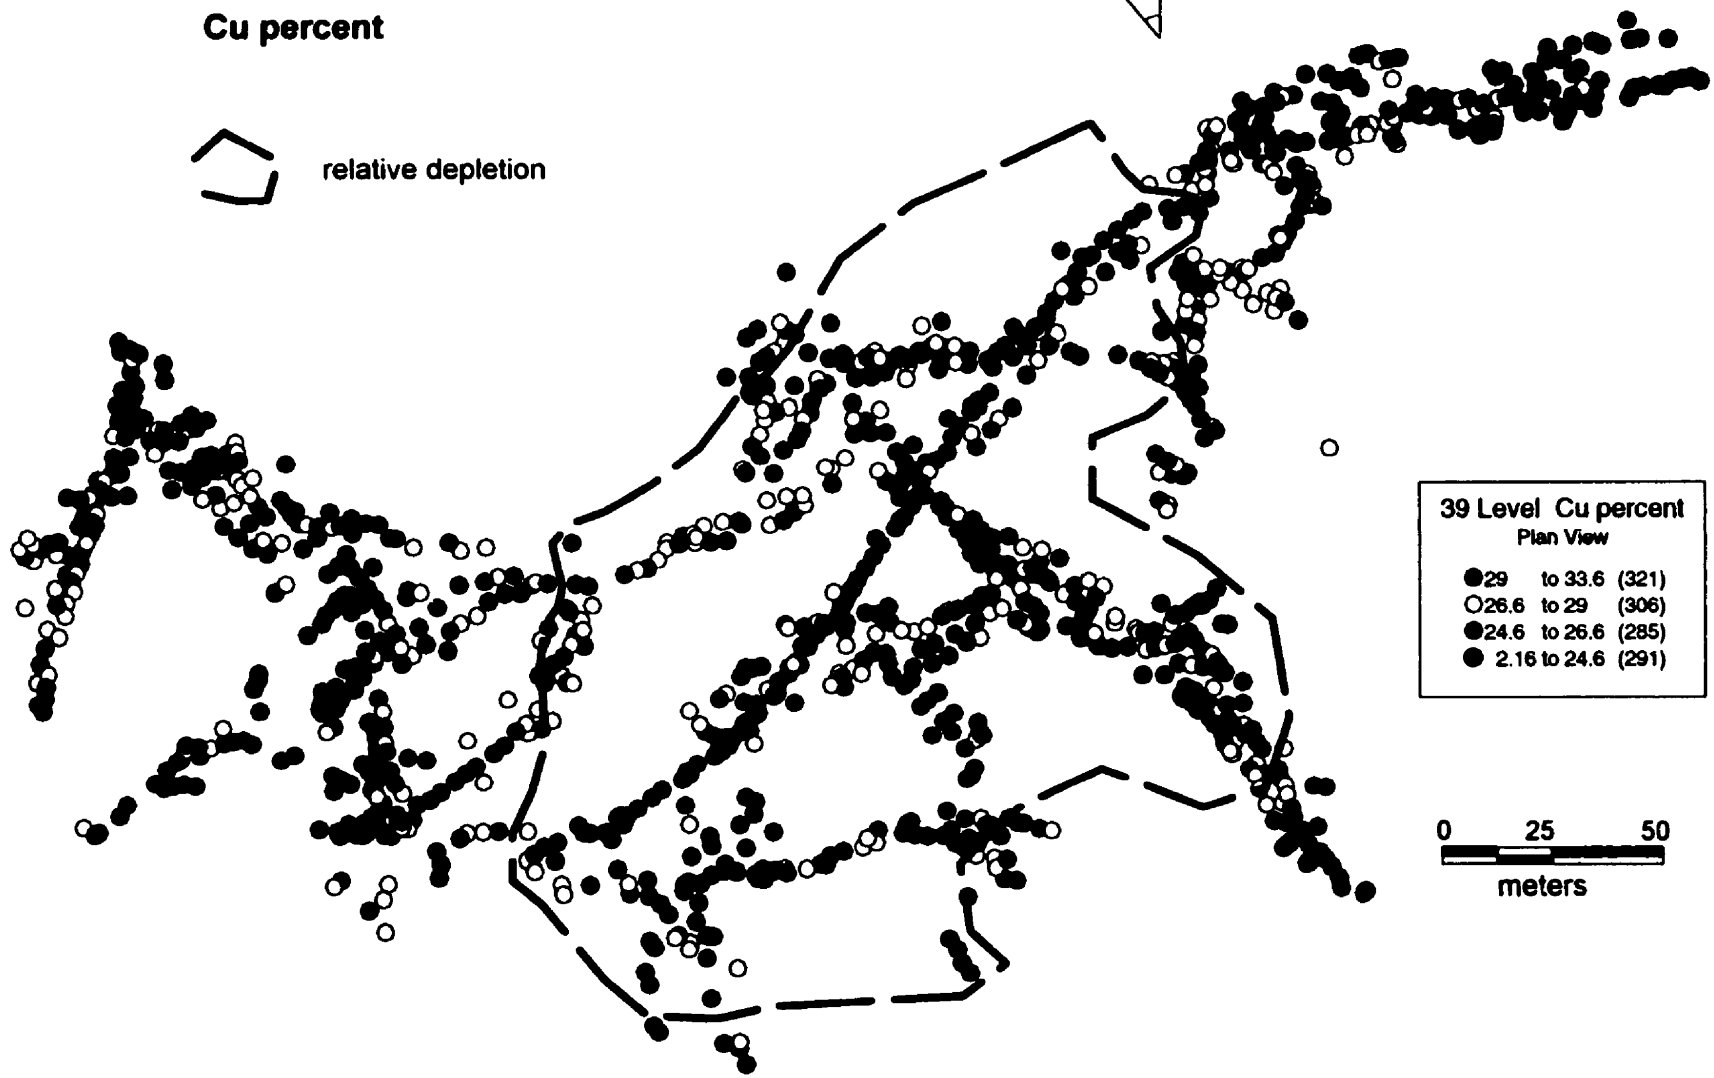 Cu percent
relative depletion
39 Level Cu percent
Plan View
29 to 33.6 (321)
26.6 to 29 (306)
24.6 to 26.6 (285)
2.16 to 24.6 (291)
0 25 50
meters